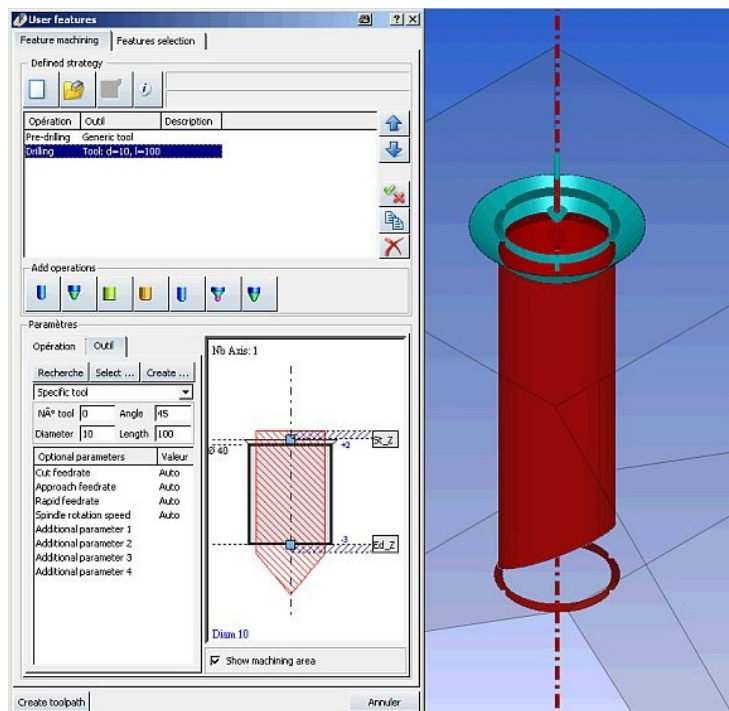 User features
Feature machining Features selection
Defined strategy
Opération Outil Description
Pre-drilling Generic tool
Drilling Tool: d=10, l=100
Add operations
Paramètres
Opération Outil
Recherche Select ... Create ...
Specific tool
NÂ° tool 0 Angle 45
Diameter 10 Length 100
Optional parameters Valeur
Cut feedrate Auto
Approach feedrate Auto
Rapid feedrate Auto
Spindle rotation speed Auto
Additional parameter 1
Additional parameter 2
Additional parameter 3
Additional parameter 4
Nb Axis: 1
St_Z
+2
Ø 40
-3
Ed_Z
Diam 10
Show machining area
Create toolpath Annuler